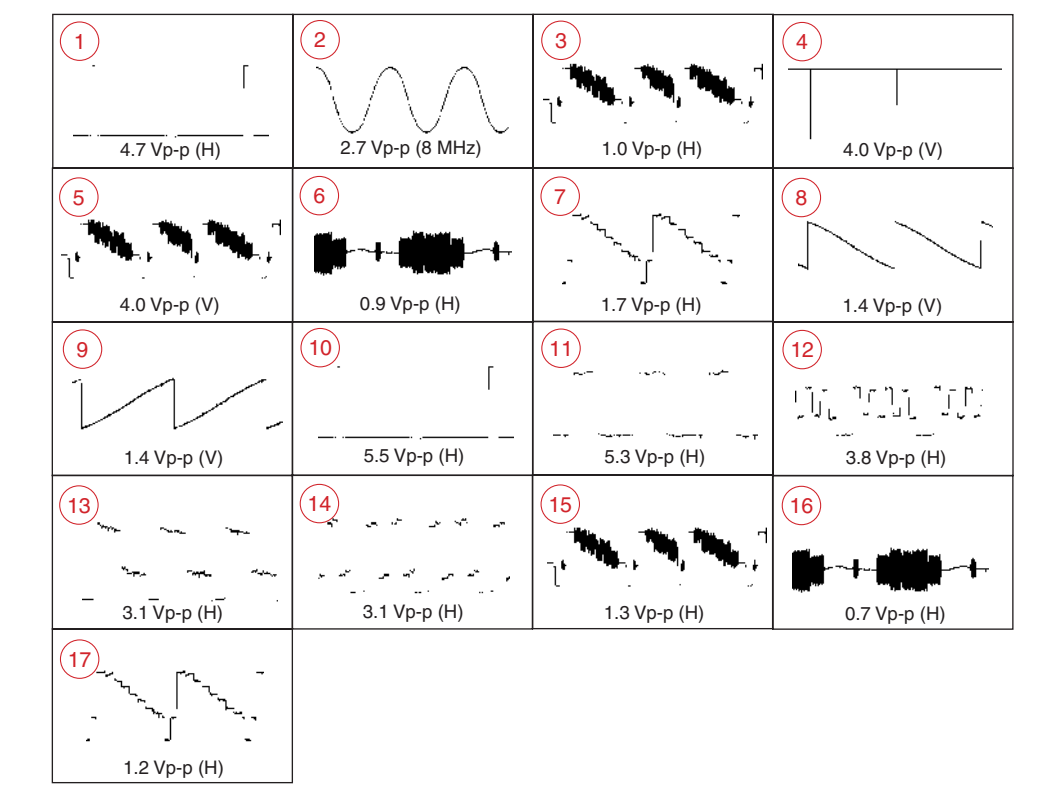 1
4.7 Vp-p (H)
2
2.7 Vp-p (8 MHz)
3
1.0 Vp-p (H)
4
4.0 Vp-p (V)
5
4.0 Vp-p (V)
6
0.9 Vp-p (H)
7
1.7 Vp-p (H)
8
1.4 Vp-p (V)
9
1.4 Vp-p (V)
10
5.5 Vp-p (H)
11
5.3 Vp-p (H)
12
3.8 Vp-p (H)
13
3.1 Vp-p (H)
14
3.1 Vp-p (H)
15
1.3 Vp-p (H)
16
0.7 Vp-p (H)
17
1.2 Vp-p (H)